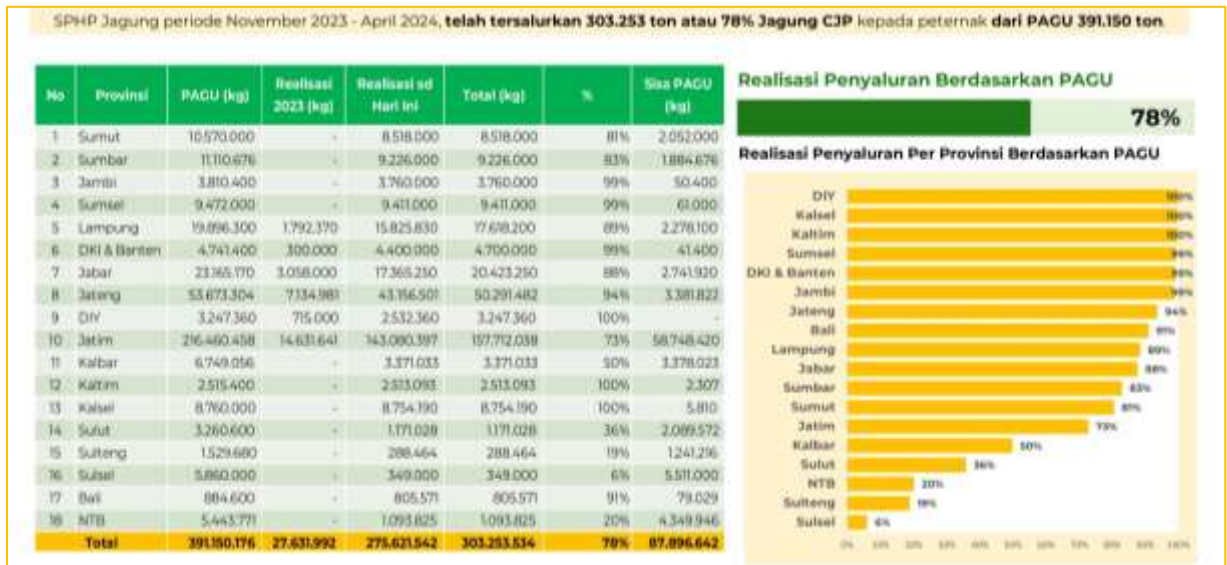 SPHP Jagung periode November 2023 - April 2024, telah tersalurkan 303.253 ton atau 78% Jagung CJP kepada peternak dari PAGU 391.150 ton.
No Provinsi PAGU (kg) Realisasi 2023 (kg) Realisasi sd Hari Ini Total (kg) % Sisa PAGU (kg)
1 Sumut 10.570.000 - 8.518.000 8.518.000 81% 2.052.000
2 Sumbar 11.110.676 - 9.226.000 9.226.000 83% 1.884.676
3 Jambi 3.810.400 - 3.760.000 3.760.000 99% 50.400
4 Sumsel 9.472.000 - 9.411.000 9.411.000 99% 61.000
5 Lampung 19.896.300 1.792.370 15.825.830 17.618.200 89% 2.278.100
6 DKI & Banten 4.741.400 300.000 4.400.000 4.700.000 99% 41.400
7 Jabar 23.165.170 3.058.000 17.365.250 20.423.250 88% 2.741.920
8 Jateng 53.673.304 7.134.981 43.156.501 50.291.482 94% 3.381.822
9 DIY 3.247.360 715.000 2.532.360 3.247.360 100% -
10 Jatim 216.460.458 14.631.641 143.080.397 157.712.038 73% 58.748.420
11 Kalbar 6.749.056 - 3.371.033 3.371.033 50% 3.378.023
12 Kaltim 2.515.400 - 2.513.093 2.513.093 100% 2.307
13 Kalsel 8.760.000 - 8.754.190 8.754.190 100% 5.810
14 Sulut 3.260.600 - 1.171.028 1.171.028 36% 2.089.572
15 Sulteng 1.529.680 - 288.464 288.464 19% 1.241.216
16 Sulsel 5.860.000 - 349.000 349.000 6% 5.511.000
17 Bali 884.600 - 805.571 805.571 91% 79.029
18 NTB 5.443.771 - 1.093.825 1.093.825 20% 4.349.946
Total 391.150.176 27.631.992 275.621.542 303.253.534 78% 87.896.642
Realisasi Penyaluran Berdasarkan PAGU
78%
Realisasi Penyaluran Per Provinsi Berdasarkan PAGU
DIY 100%
Kalsel 100%
Kaltim 100%
Sumsel 99%
DKI & Banten 99%
Jambi 99%
Jateng 94%
Bali 91%
Lampung 89%
Jabar 88%
Sumbar 83%
Sumut 81%
Jatim 73%
Kalbar 50%
Sulut 36%
NTB 20%
Sulteng 19%
Sulsel 6%
0% 10% 20% 30% 40% 50% 60% 70% 80% 90% 100%